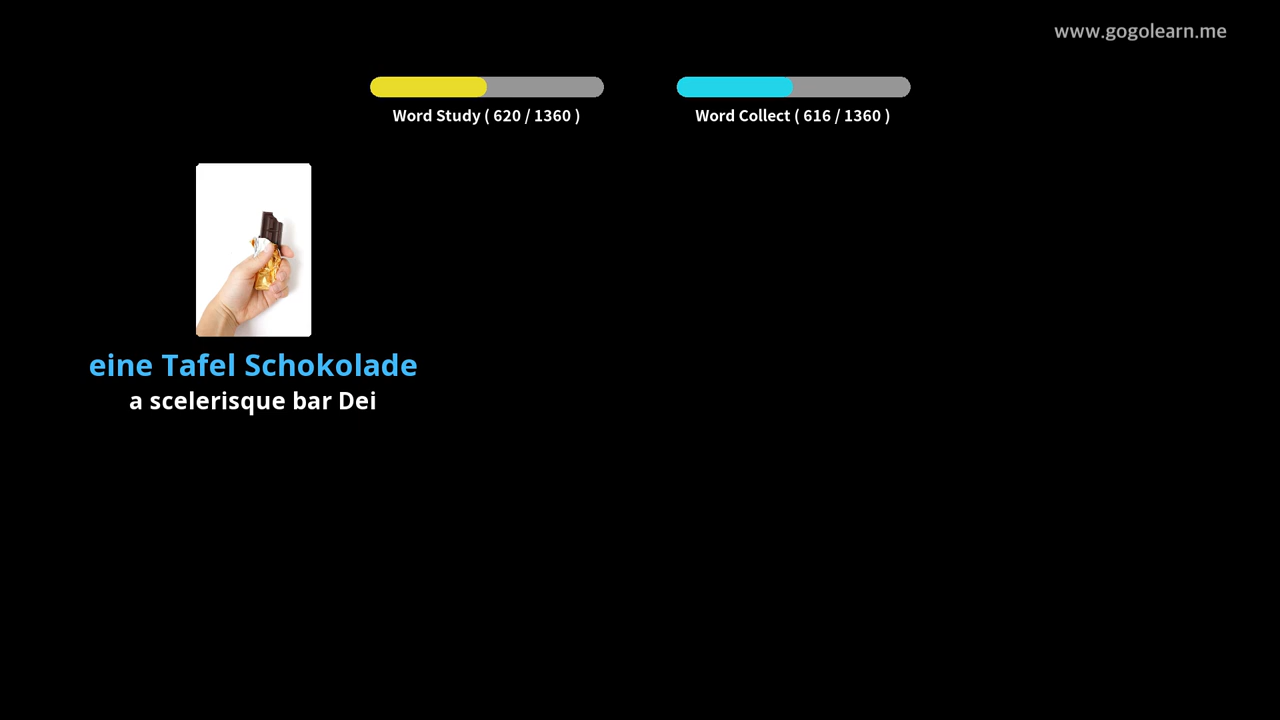 www.gogolearn.me
Word Study ( 620 / 1360 )
Word Collect ( 616 / 1360 )
eine Tafel Schokolade
a scelerisque bar Dei